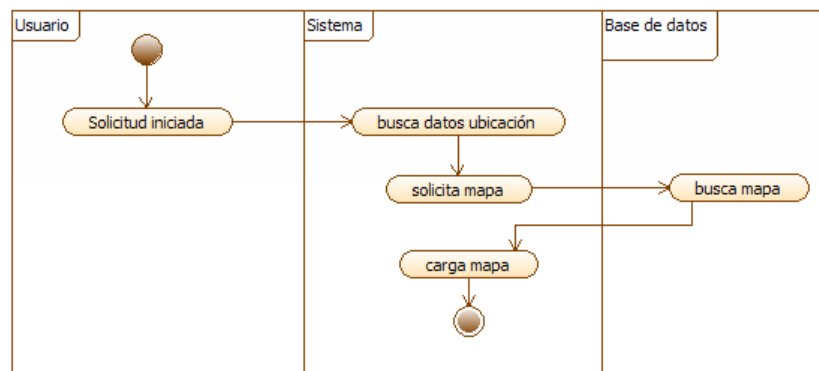 Usuario
Sistema
Base de datos
Solicitud iniciada
busca datos ubicación
solicita mapa
busca mapa
carga mapa